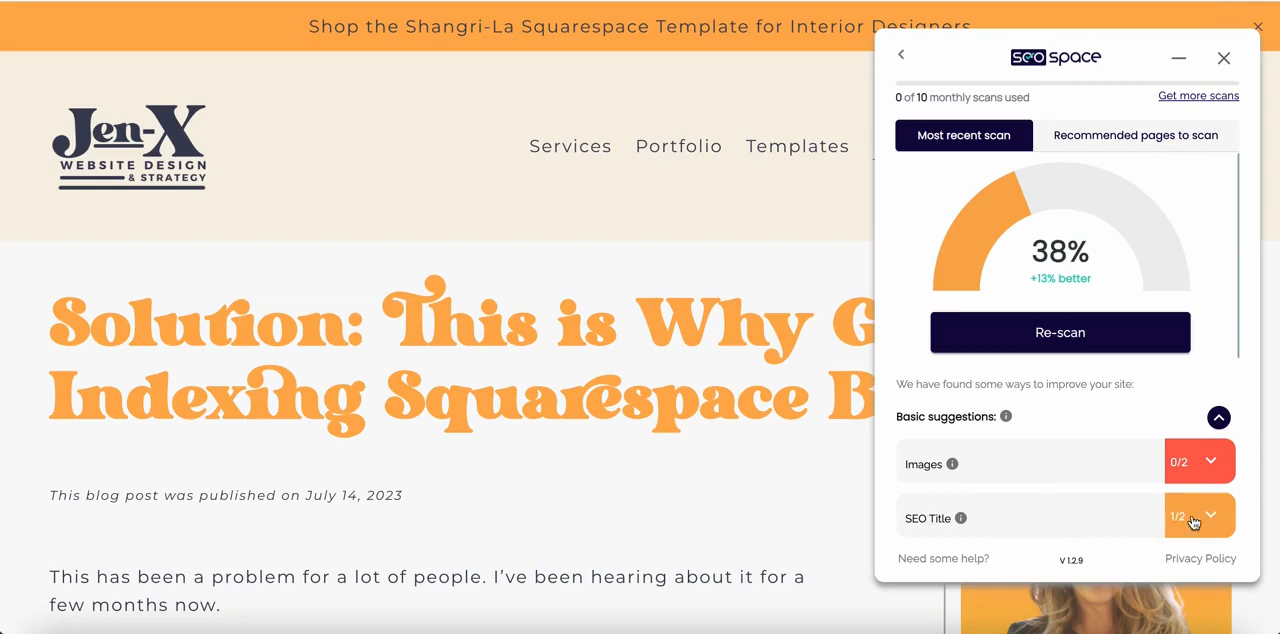 Shop the Shangri-La Squarespace Template for Interior Designers
Jen-X
WEBSITE DESIGN
& STRATEGY
Services Portfolio Templates
Solution: This is Why G
Indexing Squarespace B
This blog post was published on July 14, 2023
This has been a problem for a lot of people. I've been hearing about it for a
few months now.
seo space
0 of 10 monthly scans used Get more scans
Most recent scan Recommended pages to scan
38%
+13% better
Re-scan
We have found some ways to improve your site:
Basic suggestions:
Images 0/2
SEO Title 1/2
Need some help? V 1.2.9 Privacy Policy